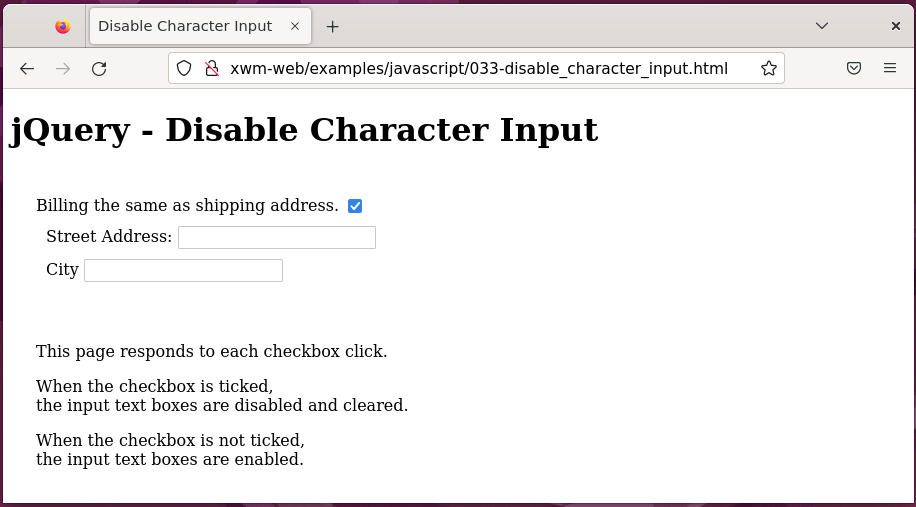 Disable Character Input
xwm-web/examples/javascript/033-disable_character_input.html
jQuery - Disable Character Input
Billing the same as shipping address.
Street Address:
City
This page responds to each checkbox click.
When the checkbox is ticked,
the input text boxes are disabled and cleared.
When the checkbox is not ticked,
the input text boxes are enabled.